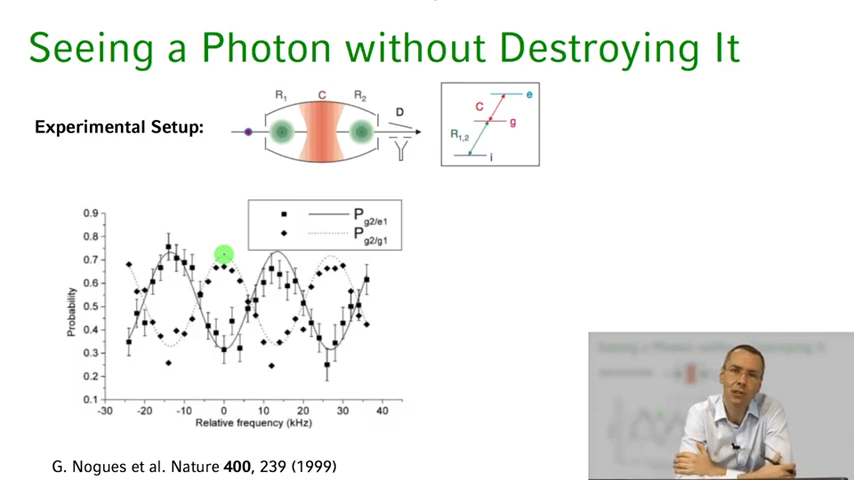 Seeing a Photon without Destroying It
Experimental Setup:
R1 C R2
D
e
C
g
R1,2
i
Pg2/e1
Pg2/g1
0.9
0.8
0.7
0.6
0.5
0.4
0.3
0.2
0.1
Probability
-30 -20 -10 0 10 20 30 40
Relative frequency (kHz)
G. Nogues et al. Nature 400, 239 (1999)